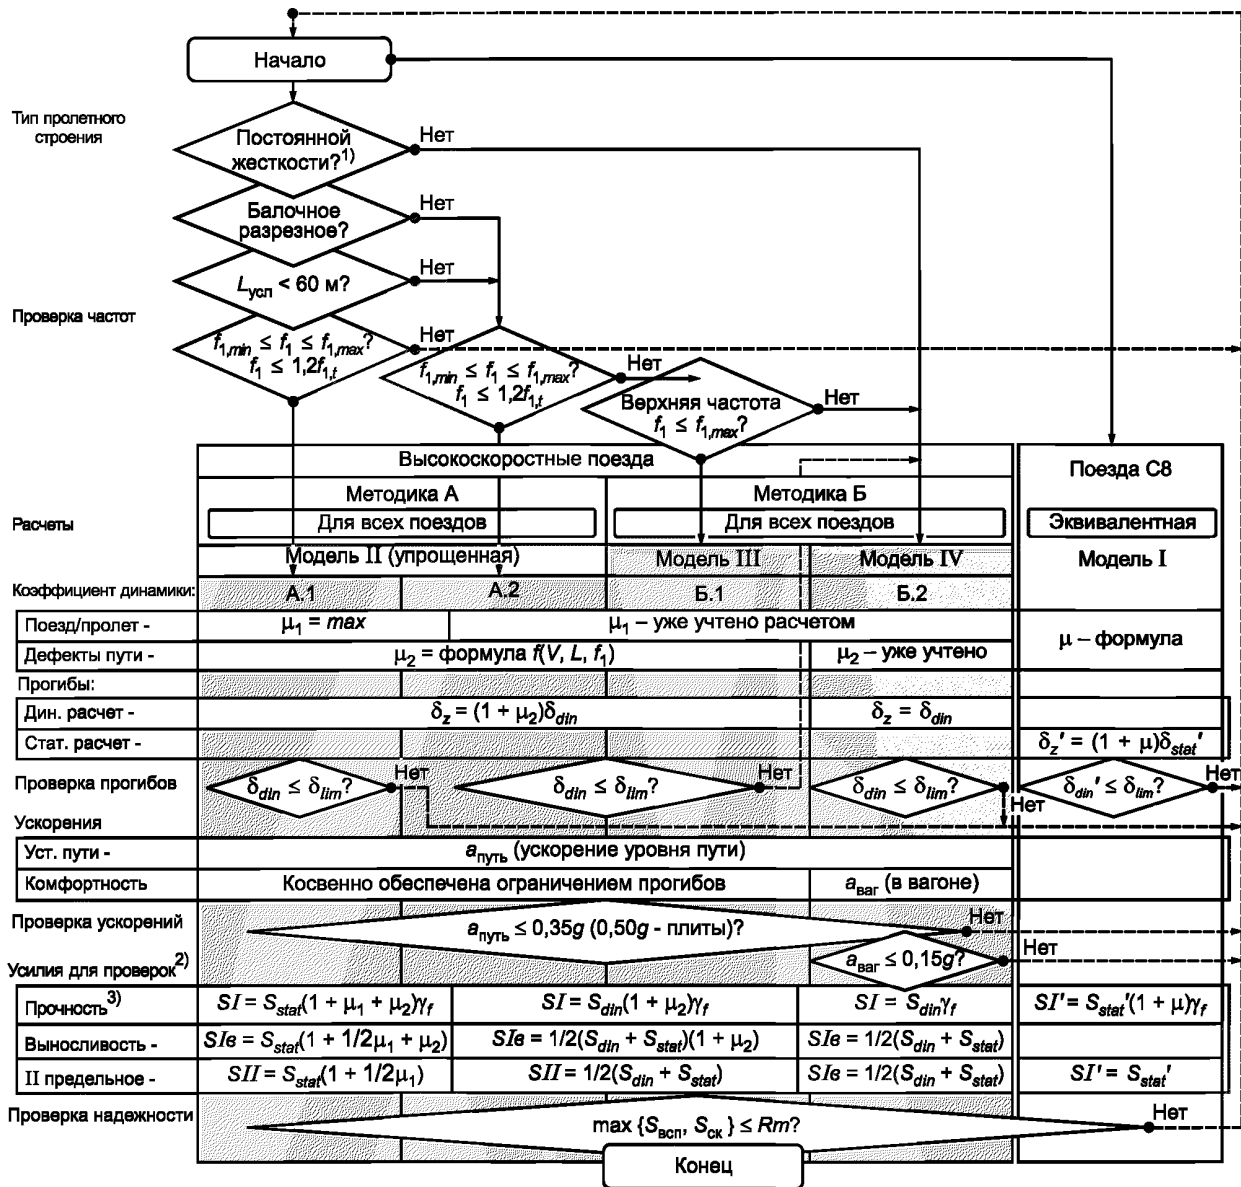 Начало
Тип пролетного
строения
Постоянной
жесткости?1)
Нет
Балочное
разрезное?
Нет
Lусл < 60 м?
Нет
Проверка частот
f1,min ≤ f1 ≤ f1,max?
f1 ≤ 1,2f1,t
Нет
f1,min ≤ f1 ≤ f1,max?
f1 ≤ 1,2f1,t
Нет
Верхняя частота
f1 ≤ f1,max?
Нет
Высокоскоростные поезда
Поезда С8
Методика А
Методика Б
Расчеты
Для всех поездов
Для всех поездов
Эквивалентная
Модель II (упрощенная)
Модель III
Модель IV
Модель I
Коэффициент динамики:
А.1
А.2
Б.1
Б.2
Поезд/пролет -
μ1 = max
μ1 – уже учтено расчетом
μ – формула
Дефекты пути -
μ2 = формула f(V, L, f1)
μ2 – уже учтено
Прогибы:
Дин. расчет -
δz = (1 + μ2)δdin
δz = δdin
Стат. расчет -
δz′ = (1 + μ)δstat′
Проверка прогибов
δdin ≤ δlim?
Нет
δdin ≤ δlim?
Нет
δdin ≤ δlim?
Нет
δdin′ ≤ δlim?
Нет
Ускорения
Уст. пути -
aпуть (ускорение уровня пути)
Комфортность
Косвенно обеспечена ограничением прогибов
aваг (в вагоне)
Проверка ускорений
aпуть ≤ 0,35g (0,50g - плиты)?
Нет
aваг ≤ 0,15g?
Нет
Усилия для проверок2)
Прочность3)
SI = Sstat(1 + μ1 + μ2)γf
SI = Sdin(1 + μ2)γf
SI = Sdinγf
SI′ = Sstat′(1 + μ)γf
Выносливость -
SIв = Sstat(1 + 1/2μ1 + μ2)
SIв = 1/2(Sdin + Sstat)(1 + μ2)
SIв = 1/2(Sdin + Sstat)
II предельное -
SII = Sstat(1 + 1/2μ1)
SII = 1/2(Sdin + Sstat)
SIв = 1/2(Sdin + Sstat)
SI′ = Sstat′
Проверка надежности
max {Sвсп, Sск } ≤ Rm?
Нет
Конец